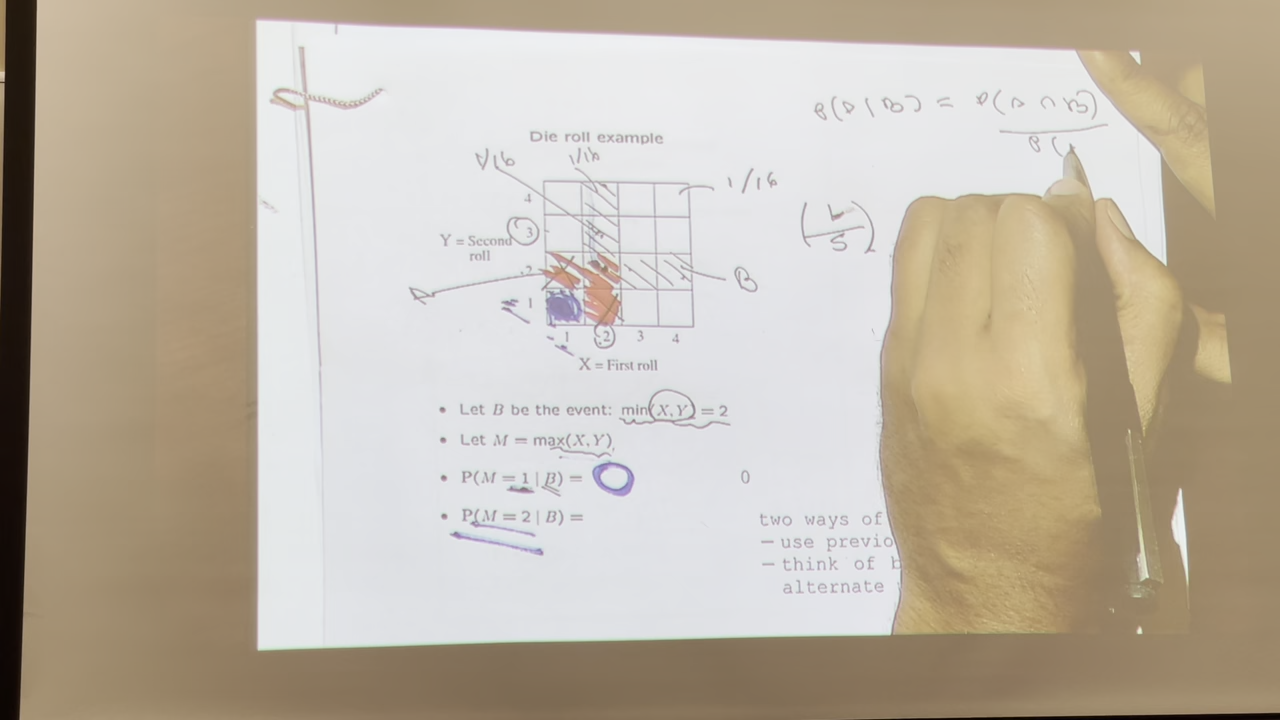 P(A | B) = P(A ∩ B)
P(
Die roll example
1/16
1/16
1/16
4
3
Y = Second
roll
2
B
1
1 2 3 4
X = First roll
• Let B be the event: min(X,Y) = 2
• Let M = max(X,Y)
• P(M = 1 | B) =
0
• P(M = 2 | B) =
two ways of
– use previo
– think of b
alternate